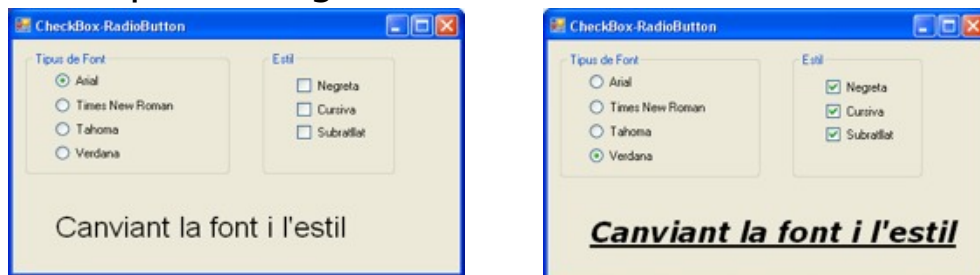 CheckBox-RadioButton
Tipus de Font
Arial
Times New Roman
Tahoma
Verdana
Estil
Negreta
Cursiva
Subratllat
Canviant la font i l'estil
CheckBox-RadioButton
Tipus de Font
Arial
Times New Roman
Tahoma
Verdana
Estil
Negreta
Cursiva
Subratllat
Canviant la font i l'estil